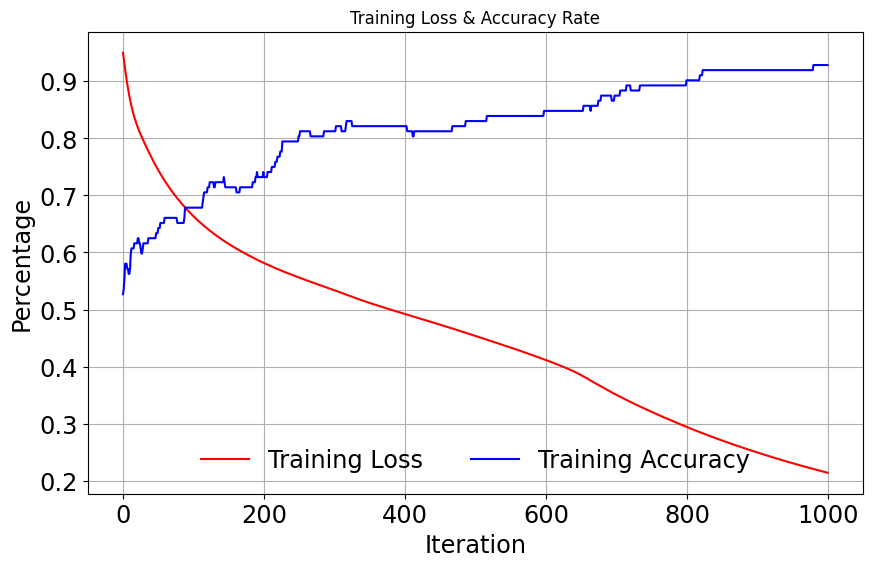 Training Loss & Accuracy Rate
Percentage
0.9
0.8
0.7
0.6
0.5
0.4
0.3
0.2
Training Loss
Training Accuracy
0
200
400
600
800
1000
Iteration